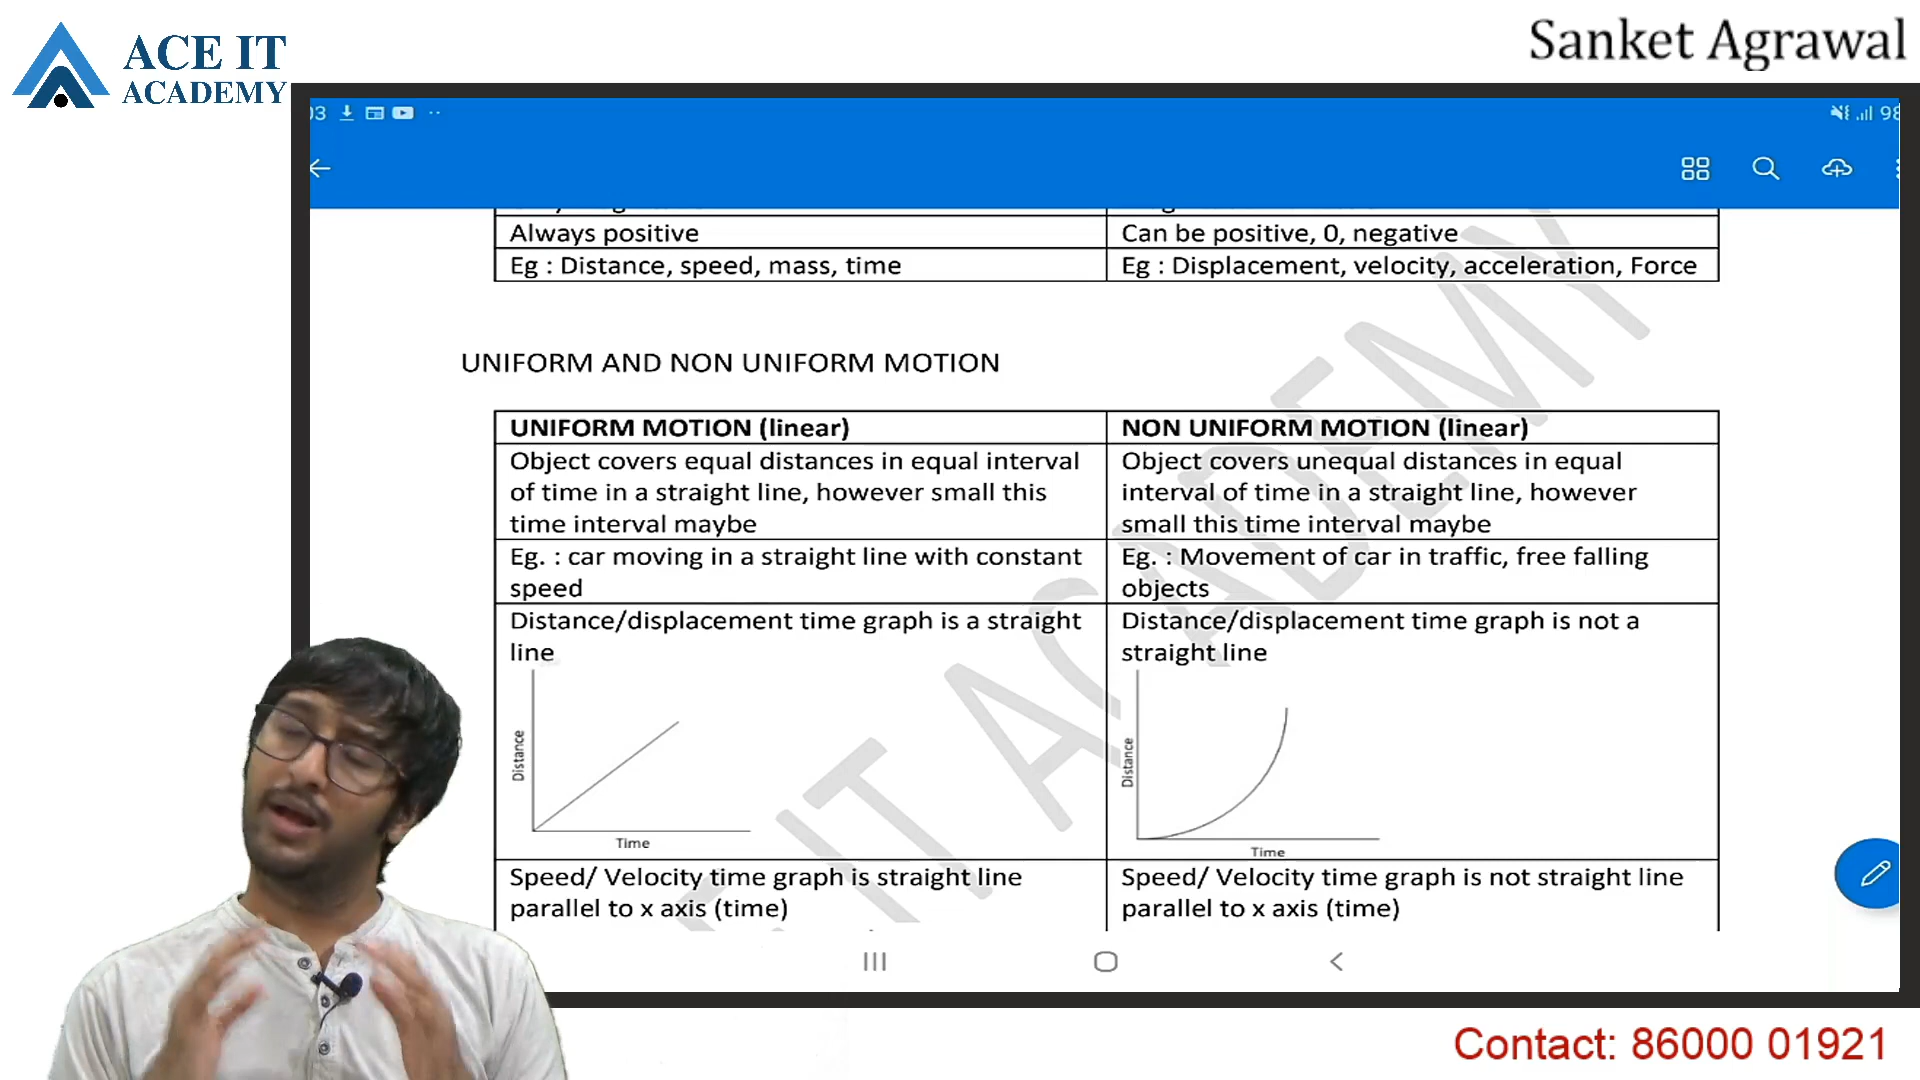 ACE IT
ACADEMY
Sanket Agrawal
03
98
Always positive
Can be positive, 0, negative
Eg : Distance, speed, mass, time
Eg : Displacement, velocity, acceleration, Force
UNIFORM AND NON UNIFORM MOTION
UNIFORM MOTION (linear)
NON UNIFORM MOTION (linear)
Object covers equal distances in equal interval
of time in a straight line, however small this
time interval maybe
Object covers unequal distances in equal
interval of time in a straight line, however
small this time interval maybe
Eg. : car moving in a straight line with constant
speed
Eg. : Movement of car in traffic, free falling
objects
Distance/displacement time graph is a straight
line
Distance
Time
Distance/displacement time graph is not a
straight line
Distance
Time
Speed/ Velocity time graph is straight line
parallel to x axis (time)
Speed/ Velocity time graph is not straight line
parallel to x axis (time)
E IT ACADEMY
Contact: 86000 01921